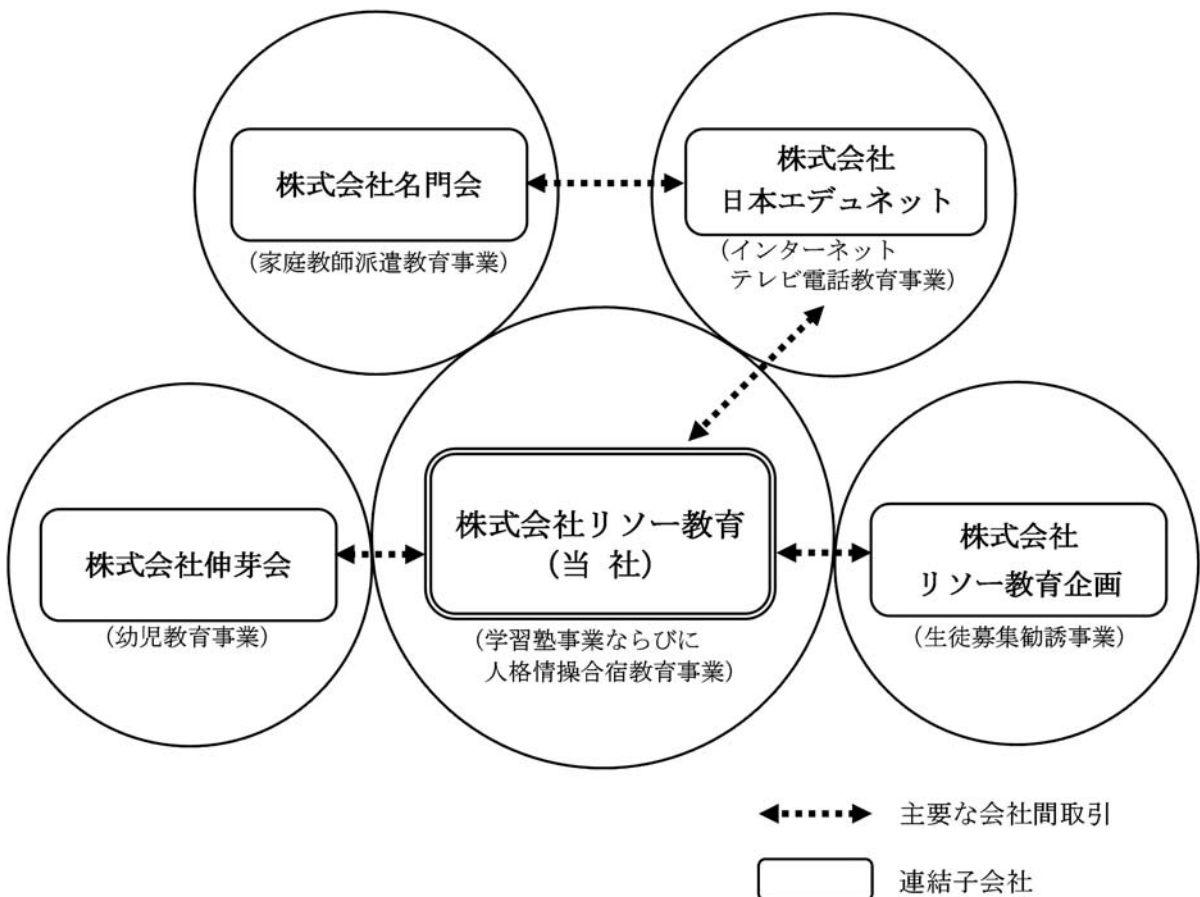 株式会社名門会
(家庭教師派遣教育事業)
株式会社
日本エデュネット
(インターネット
テレビ電話教育事業)
株式会社伸芽会
(幼児教育事業)
株式会社リソー教育
(当 社)
(学習塾事業ならびに
人格情操合宿教育事業)
株式会社
リソー教育企画
(生徒募集勧誘事業)
主要な会社間取引
連結子会社